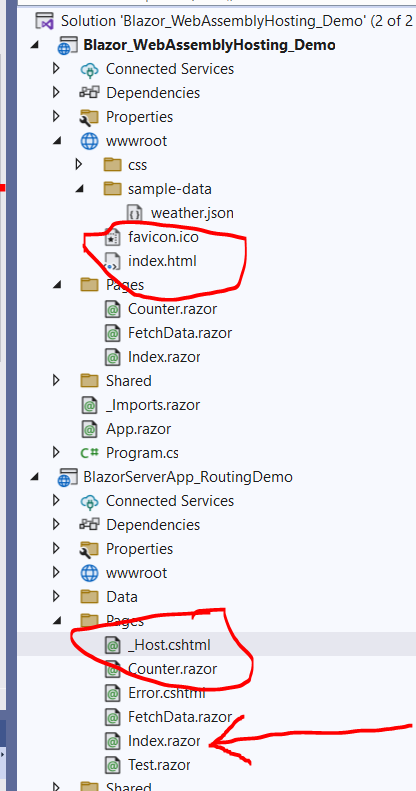 Solution 'Blazor_WebAssemblyHosting_Demo' (2 of 2
Blazor_WebAssemblyHosting_Demo
Connected Services
Dependencies
Properties
wwwroot
css
sample-data
weather.json
favicon.ico
index.html
Pages
Counter.razor
FetchData.razor
Index.razor
Shared
_Imports.razor
App.razor
C# Program.cs
BlazorServerApp_RoutingDemo
Connected Services
Dependencies
Properties
wwwroot
Data
Pages
_Host.cshtml
Counter.razor
Error.cshtml
FetchData.razor
Index.razor
Test.razor
Shared